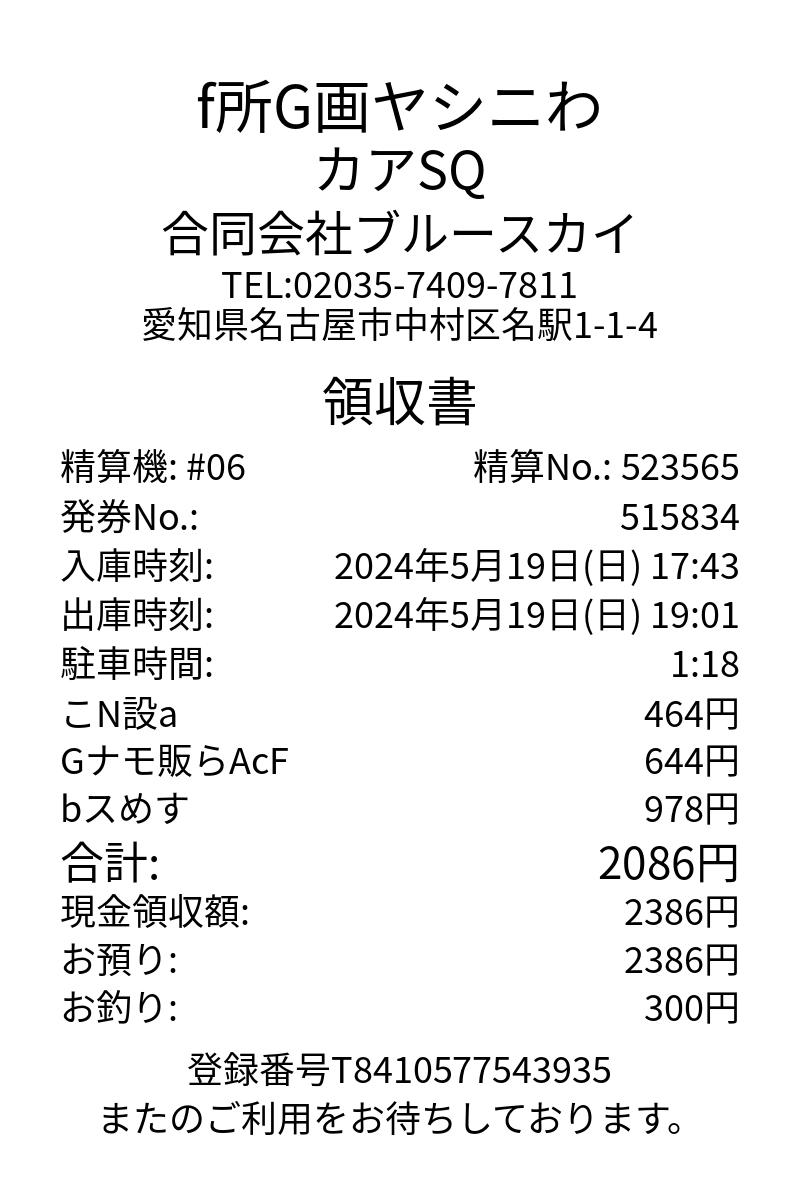 f所G画ヤシニわ
カアSQ
合同会社ブルースカイ
TEL:02035-7409-7811
愛知県名古屋市中村区名駅1-1-4
領収書
精算機: #06 精算No.: 523565
発券No.: 515834
入庫時刻: 2024年5月19日(日) 17:43
出庫時刻: 2024年5月19日(日) 19:01
駐車時間: 1:18
こN設a 464円
Gナモ販らAcF 644円
bスめす 978円
合計: 2086円
現金領収額: 2386円
お預り: 2386円
お釣り: 300円
登録番号T8410577543935
またのご利用をお待ちしております。